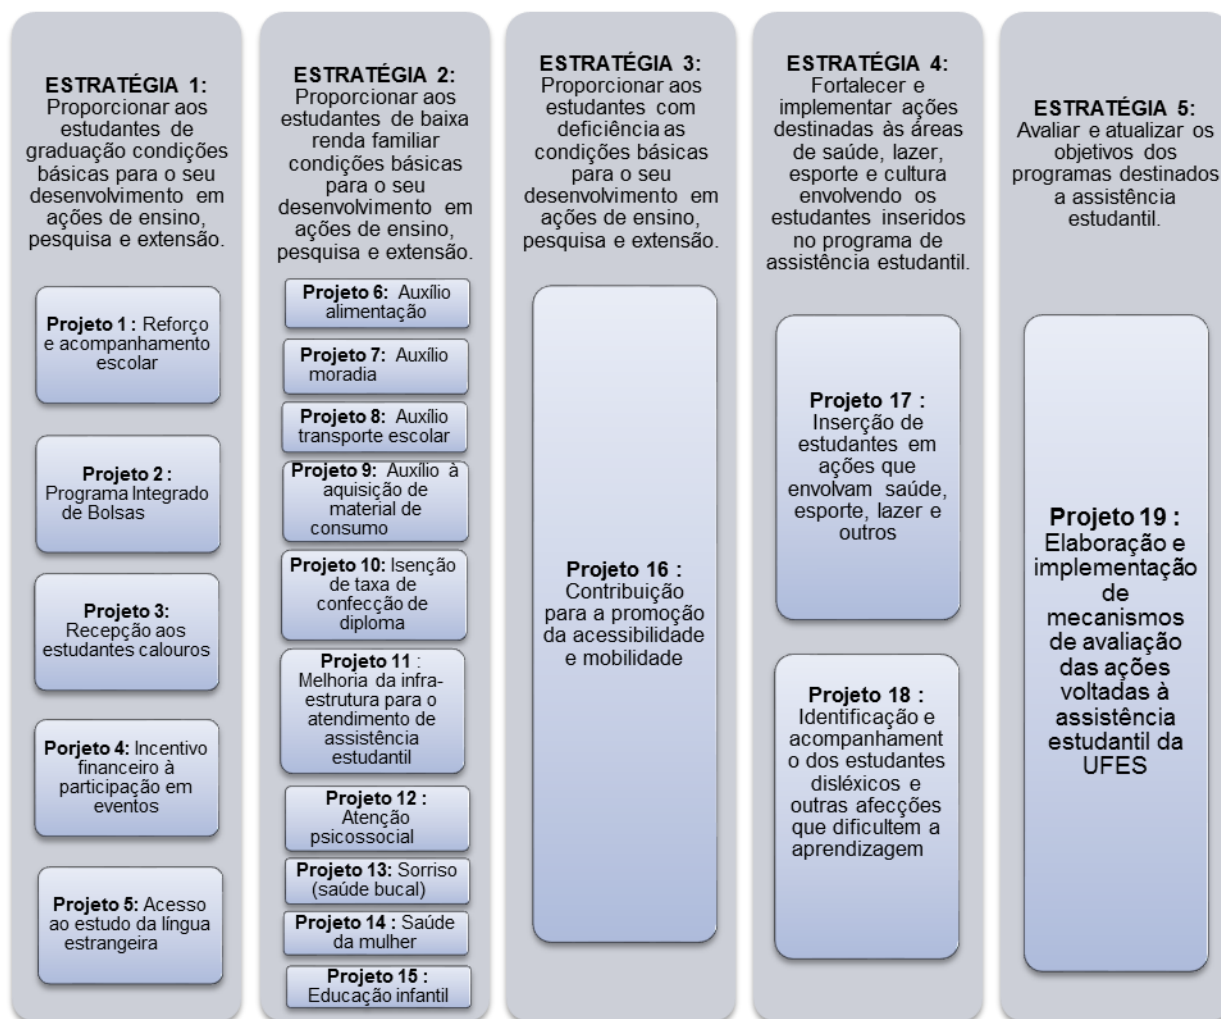 ESTRATÉGIA 1:
Proporcionar aos
estudantes de
graduação condições
básicas para o seu
desenvolvimento em
ações de ensino,
pesquisa e extensão.
Projeto 1 : Reforço
e acompanhamento
escolar
Projeto 2 :
Programa Integrado
de Bolsas
Projeto 3:
Recepção aos
estudantes calouros
Porjeto 4: Incentivo
financeiro à
participação em
eventos
Projeto 5: Acesso
ao estudo da língua
estrangeira
ESTRATÉGIA 2:
Proporcionar aos
estudantes de baixa
renda familiar
condições básicas
para o seu
desenvolvimento em
ações de ensino,
pesquisa e extensão.
Projeto 6: Auxílio
alimentação
Projeto 7: Auxílio
moradia
Projeto 8: Auxílio
transporte escolar
Projeto 9: Auxílio à
aquisição de
material de
consumo
Projeto 10: Isenção
de taxa de
confecção de
diploma
Projeto 11 :
Melhoria da infra-
estrutura para o
atendimento de
assistência
estudantil
Projeto 12 :
Atenção
psicossocial
Projeto 13: Sorriso
(saúde bucal)
Projeto 14 : Saúde
da mulher
Projeto 15 :
Educação infantil
ESTRATÉGIA 3:
Proporcionar aos
estudantes com
deficiência as
condições básicas
para o seu
desenvolvimento em
ações de ensino,
pesquisa e extensão.
Projeto 16 :
Contribuição
para a promoção
da acessibilidade
e mobilidade
ESTRATÉGIA 4:
Fortalecer e
implementar ações
destinadas às áreas
de saúde, lazer,
esporte e cultura
envolvendo os
estudantes inseridos
no programa de
assistência estudantil.
Projeto 17 :
Inserção de
estudantes em
ações que
envolvam saúde,
esporte, lazer e
outros
Projeto 18 :
Identificação e
acompanhament
o dos estudantes
disléxicos e
outras afecções
que dificultem a
aprendizagem
ESTRATÉGIA 5:
Avaliar e atualizar os
objetivos dos
programas destinados
a assistência
estudantil.
Projeto 19 :
Elaboração e
implementação
de
mecanismos
de avaliação
das ações
voltadas à
assistência
estudantil da
UFES